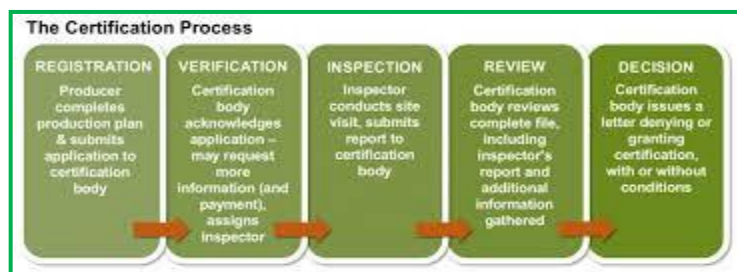 The Certification Process
REGISTRATION
Producer
completes
production plan
& submits
application to
certification
body
VERIFICATION
Certification
body
acknowledges
application –
may request
more
information (and
payment),
assigns
inspector
INSPECTION
Inspector
conducts site
visit, submits
report to
certification
body
REVIEW
Certification
body reviews
complete file,
including
inspector's
report and
additional
information
gathered
DECISION
Certification
body issues a
letter denying or
granting
certification,
with or without
conditions